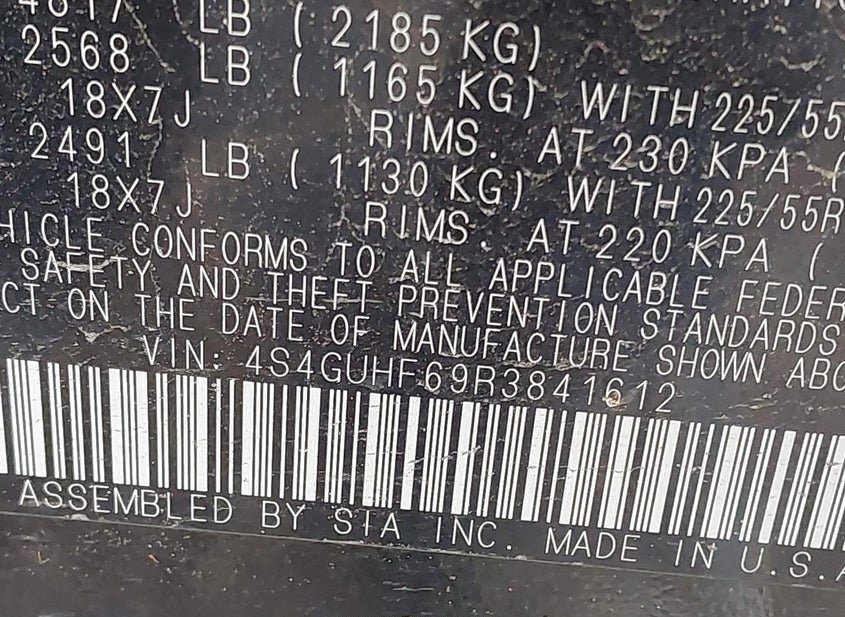 4817 LB ( 2185 KG)
2568 LB ( 1165 KG) WITH 225/55
18X7J RIMS. AT 230 KPA (
2491 LB ( 1130 KG) WITH 225/55R
18X7J RIMS. AT 220 KPA (
HICLE CONFORMS TO ALL APPLICABLE FEDER
SAFETY AND THEFT PREVENTION STANDARDS
CT ON THE DATE OF MANUFACTURE SHOWN ABO
VIN: 4S4GUHF69R3841612
ASSEMBLED BY SIA INC. MADE IN U.S.A